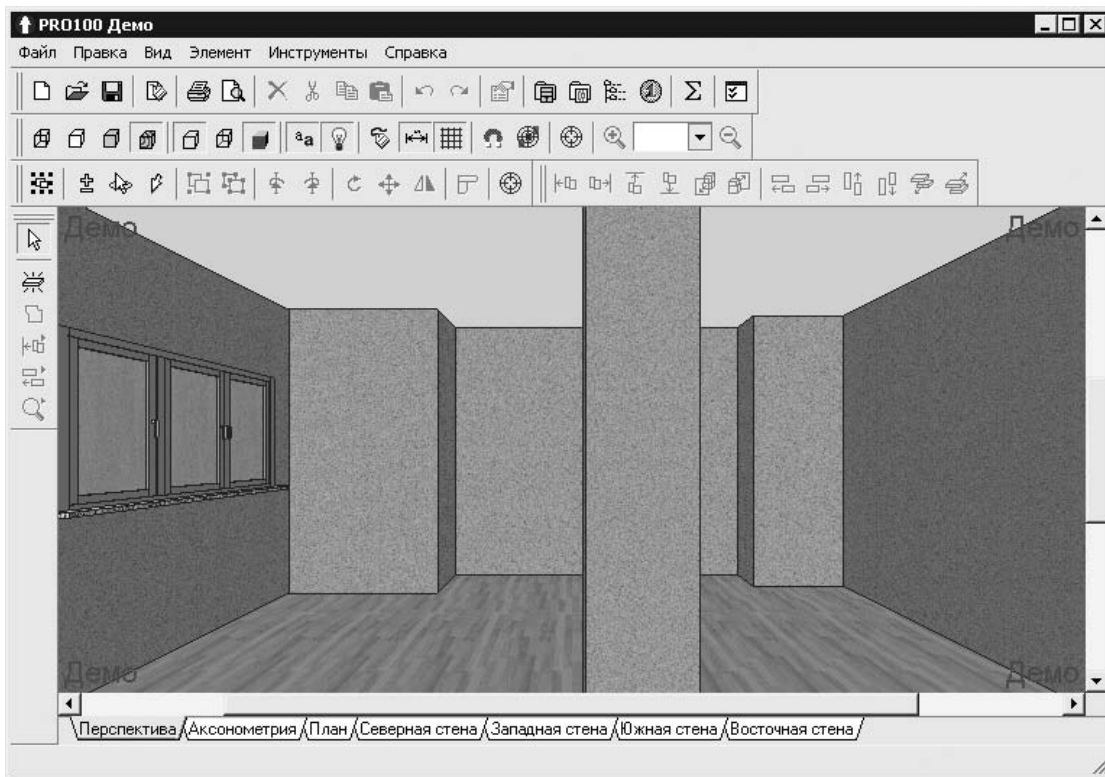 PRO100 Демо
Файл Правка Вид Элемент Инструменты Справка
Демо Демо
Демо Демо
Перспектива Аксонометрия План Северная стена Западная стена Южная стена Восточная стена